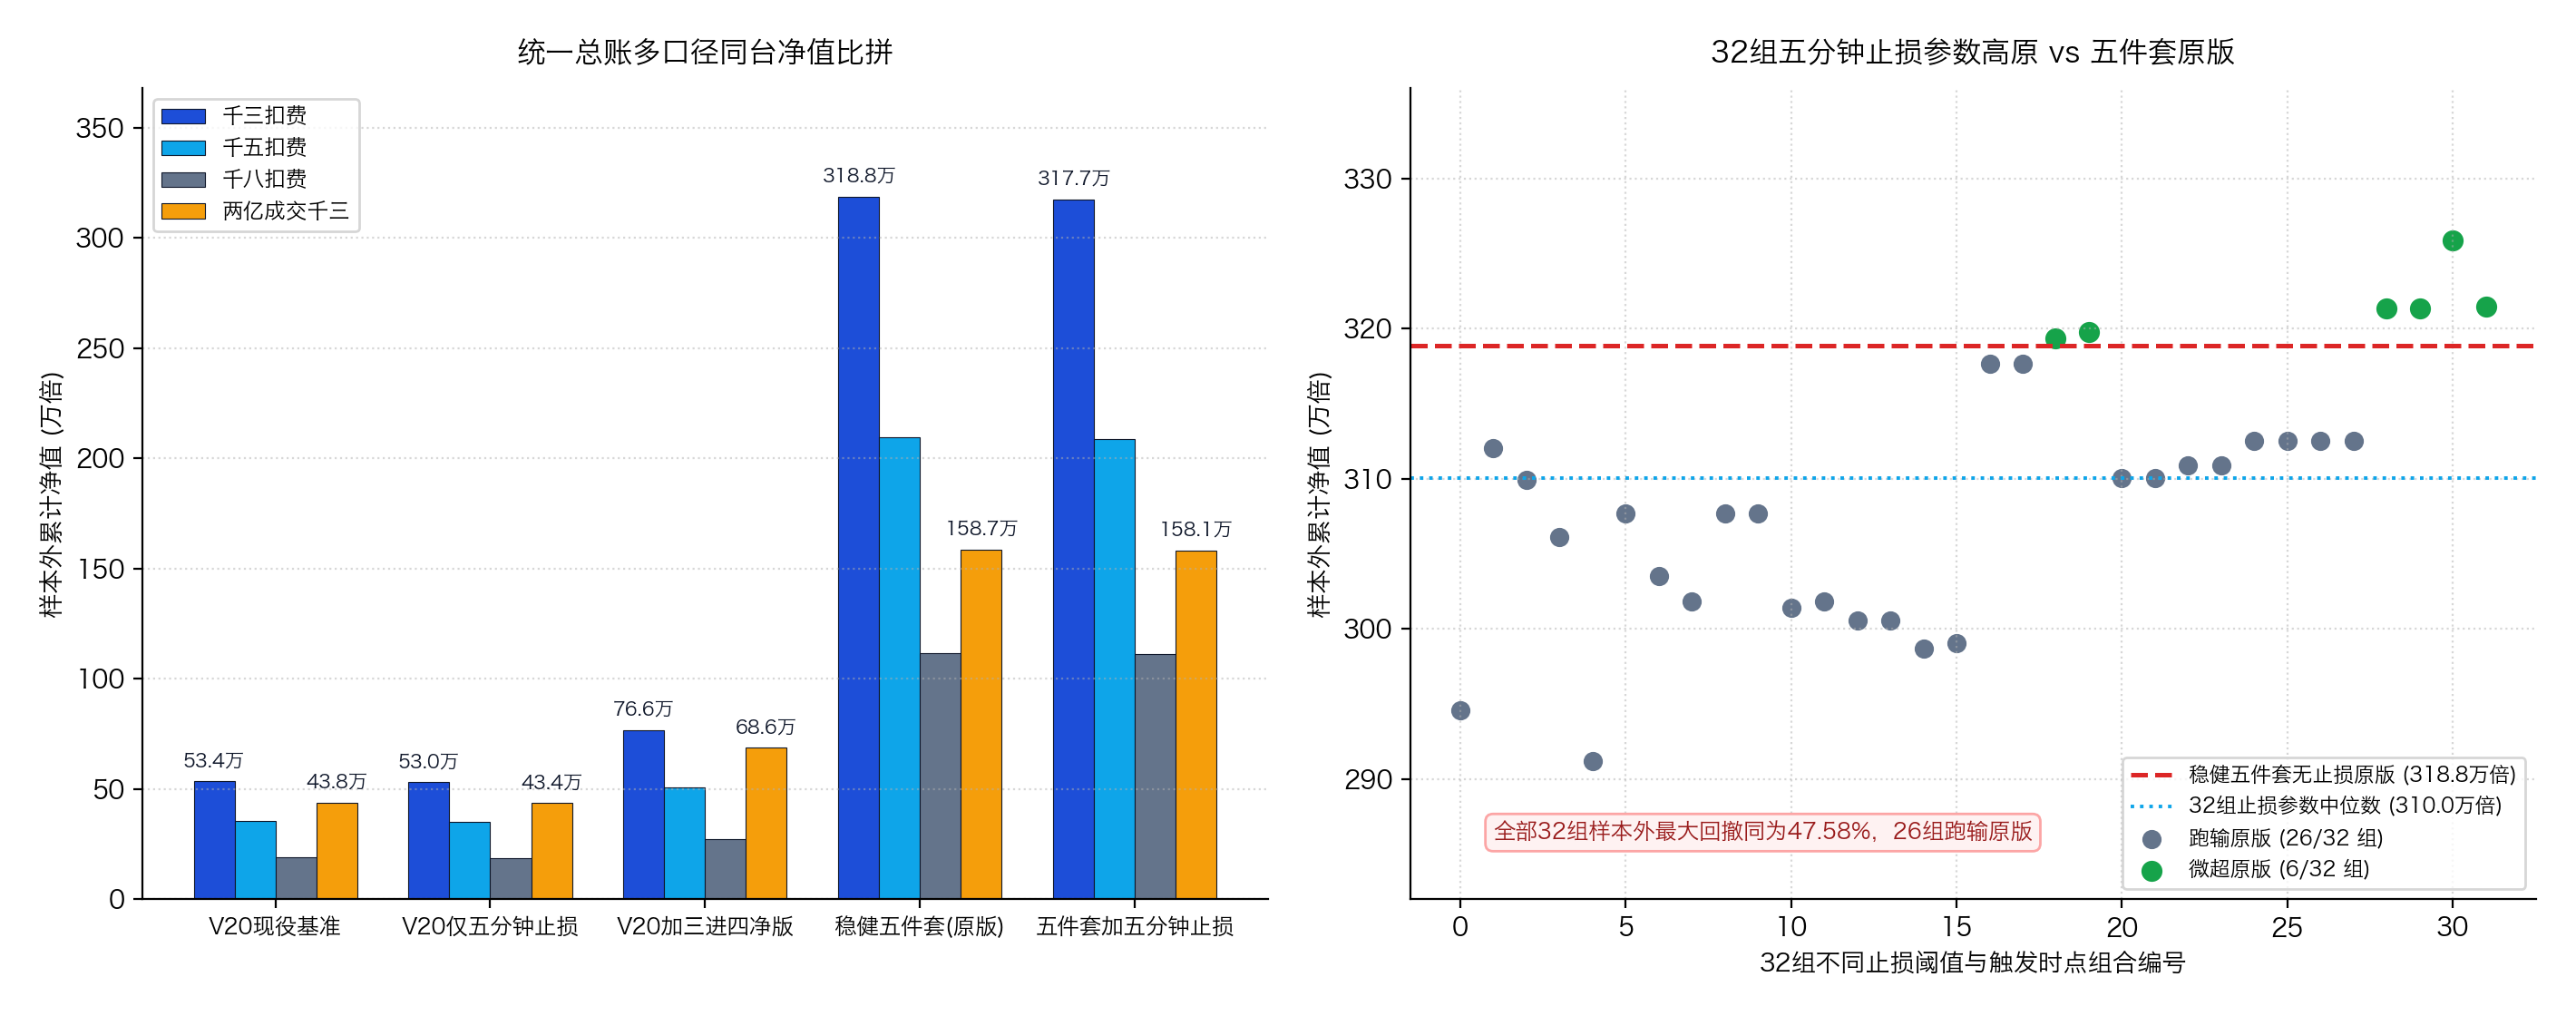 统一总账多口径同台净值比拼
千三扣费
千五扣费
千八扣费
两亿成交千三
样本外累计净值 (万倍)
350
300
250
200
150
100
50
0
53.4万
43.8万
53.0万
43.4万
76.6万
68.6万
318.8万
158.7万
317.7万
158.1万
V20现役基准
V20仅五分钟止损
V20加三进四净版
稳健五件套(原版)
五件套加五分钟止损
32组五分钟止损参数高原 vs 五件套原版
样本外累计净值 (万倍)
330
320
310
300
290
全部32组样本外最大回撤同为47.58%，26组跑输原版
稳健五件套无止损原版 (318.8万倍)
32组止损参数中位数 (310.0万倍)
跑输原版 (26/32 组)
微超原版 (6/32 组)
0 5 10 15 20 25 30
32组不同止损阈值与触发时点组合编号